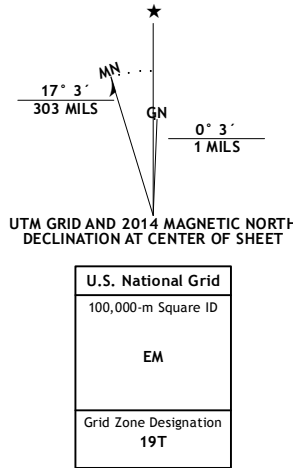 ★
MN
17° 3´
303 MILS
GN
0° 3´
1 MILS
UTM GRID AND 2014 MAGNETIC NORTH
DECLINATION AT CENTER OF SHEET
U.S. National Grid
100,000-m Square ID
EM
Grid Zone Designation
19T